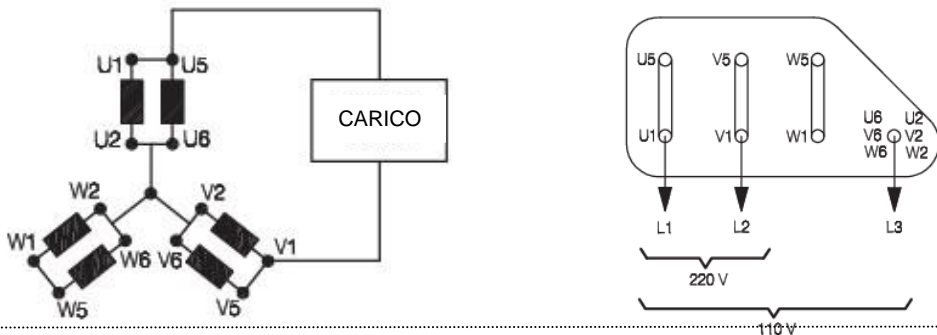 U1 U5
U2 U6
CARICO
W2 V2
W1 V1
W6 V6
W5 V5
U5 V5 W5
U1 V1 W1
U6 U2
V6 V2
W6 W2
L1 L2 L3
220 V
110 V